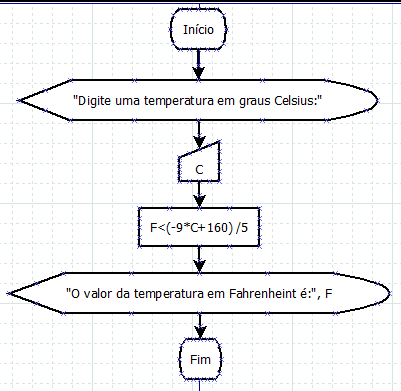 Início
"Digite uma temperatura em graus Celsius:"
C
F<(-9*C+160) /5
"O valor da temperatura em Fahrenheint é:", F
Fim